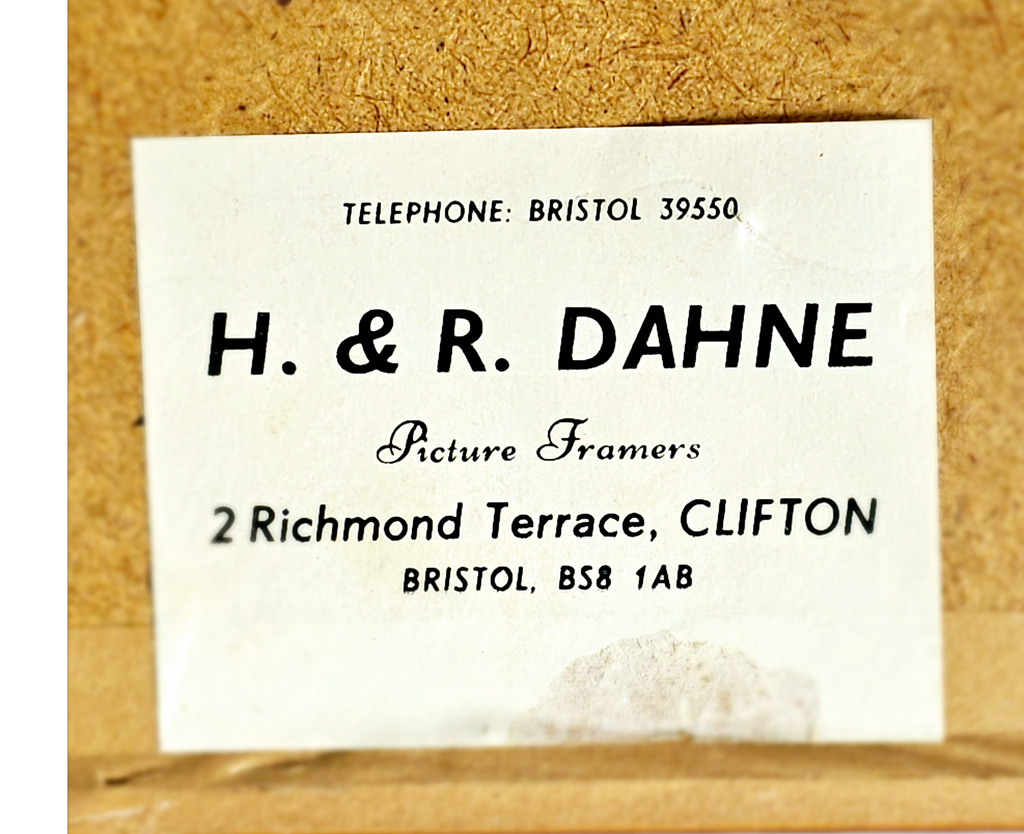 TELEPHONE: BRISTOL 39550
H. & R. DAHNE
Picture Framers
2 Richmond Terrace, CLIFTON
BRISTOL, BS8 1AB